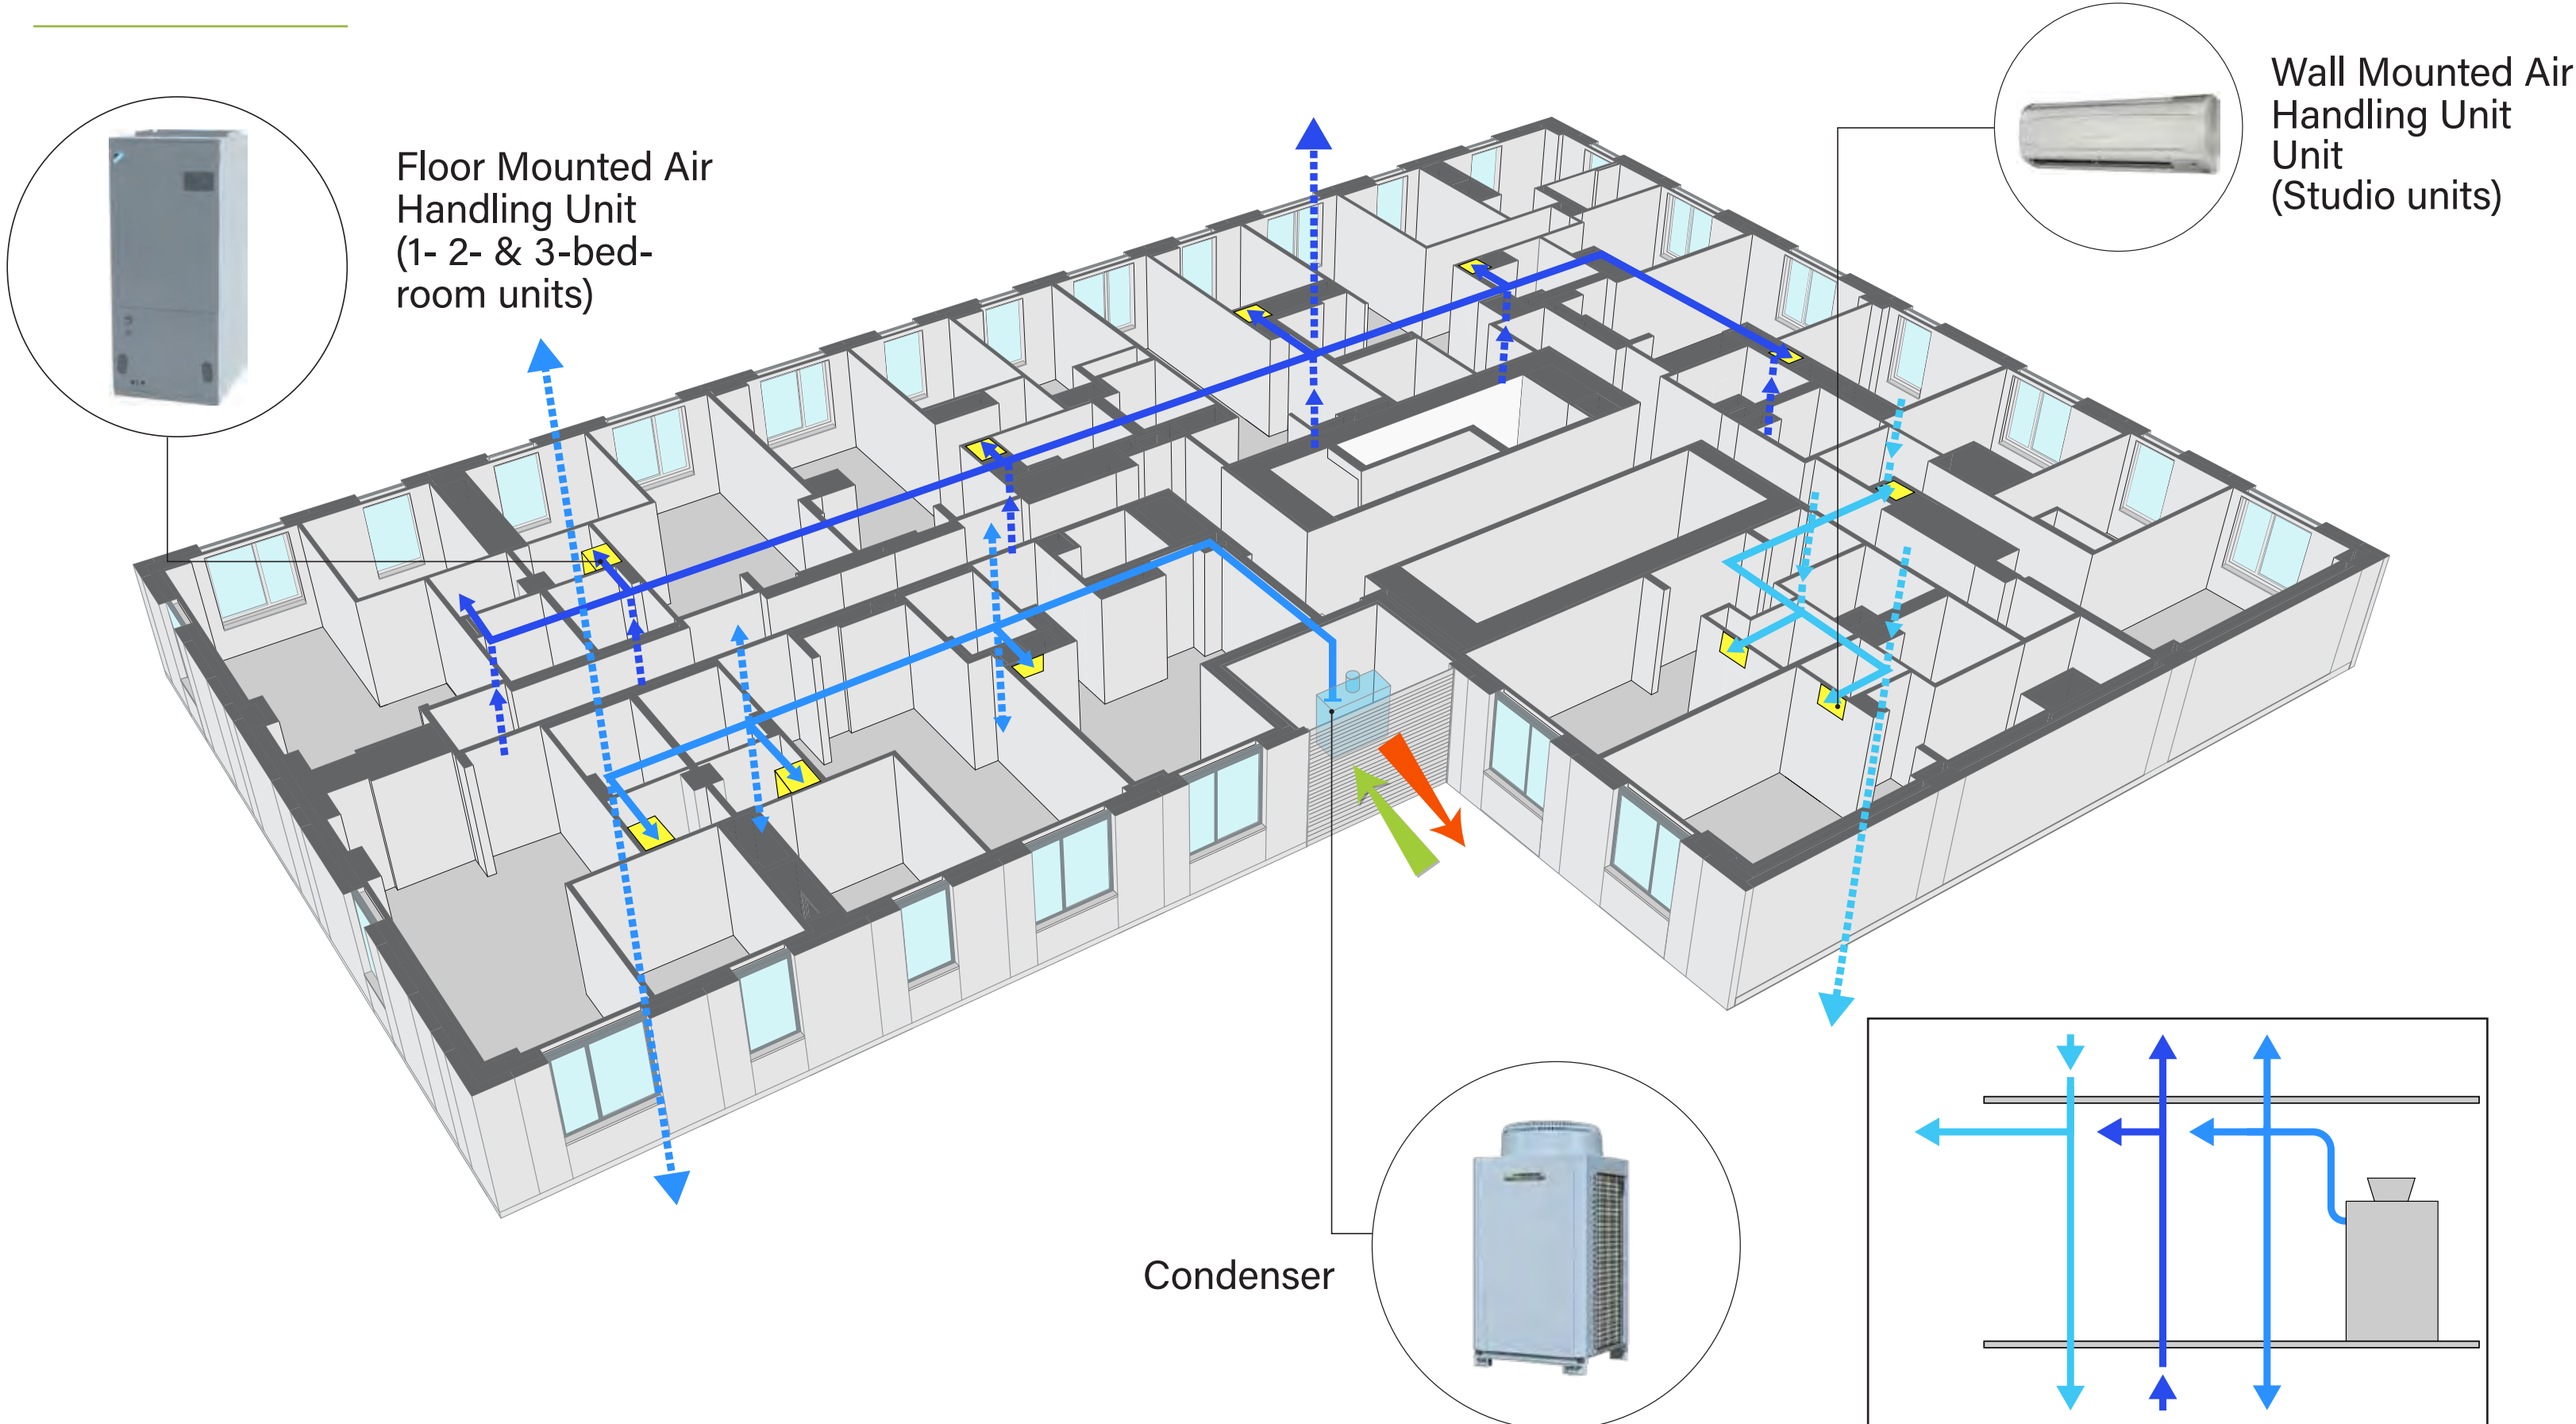 Floor Mounted Air
Handling Unit
(1- 2- & 3-bed-
room units)
Wall Mounted Air
Handling Unit
Unit
(Studio units)
Condenser